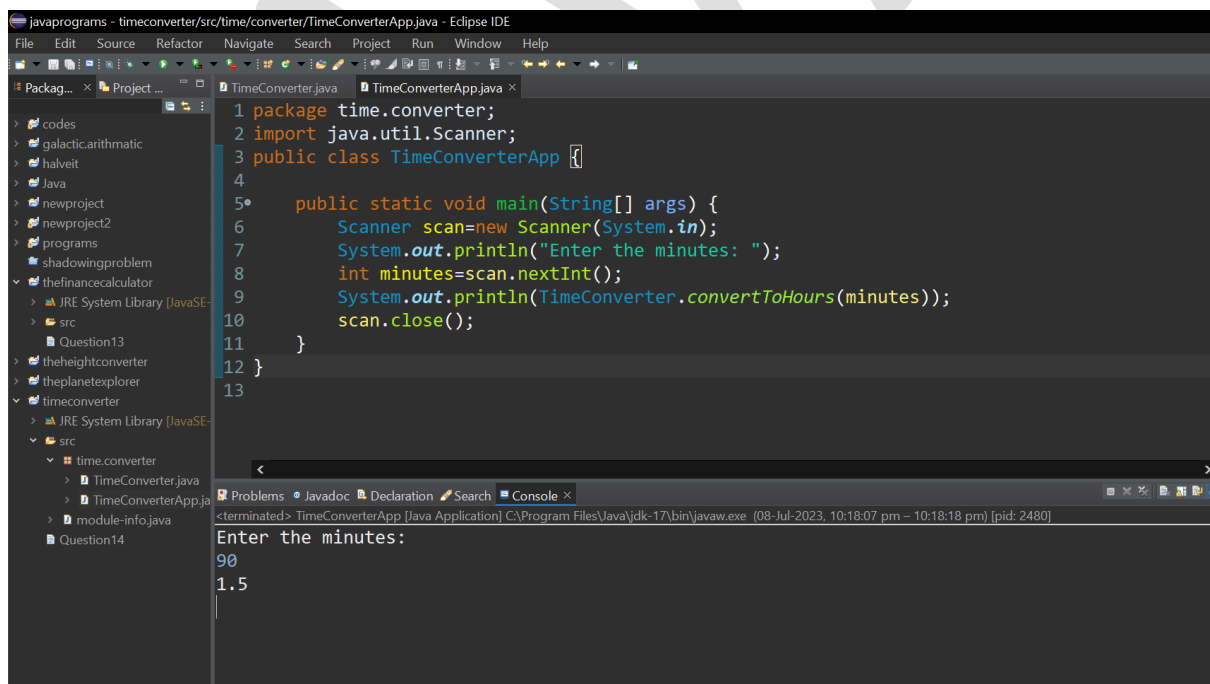 javaprograms - timeconverter/src/time/converter/TimeConverterApp.java - Eclipse IDE
File Edit Source Refactor Navigate Search Project Run Window Help
Packag... × Project ...
TimeConverter.java TimeConverterApp.java ×
codes
galactic.arithmatic
halveit
Java
newproject
newproject2
programs
shadowingproblem
thefinancecalculator
JRE System Library [JavaSE-
src
Question13
theheightconverter
theplanetexplorer
timeconverter
JRE System Library [JavaSE-
src
time.converter
TimeConverter.java
TimeConverterApp.ja
module-info.java
Question14
1 package time.converter;
2 import java.util.Scanner;
3 public class TimeConverterApp {
4
5 public static void main(String[] args) {
6 Scanner scan=new Scanner(System.in);
7 System.out.println("Enter the minutes: ");
8 int minutes=scan.nextInt();
9 System.out.println(TimeConverter.convertToHours(minutes));
10 scan.close();
11 }
12 }
13
Problems Javadoc Declaration Search Console ×
<terminated> TimeConverterApp [Java Application] C:\Program Files\Java\jdk-17\bin\javaw.exe (08-Jul-2023, 10:18:07 pm – 10:18:18 pm) [pid: 2480]
Enter the minutes:
90
1.5